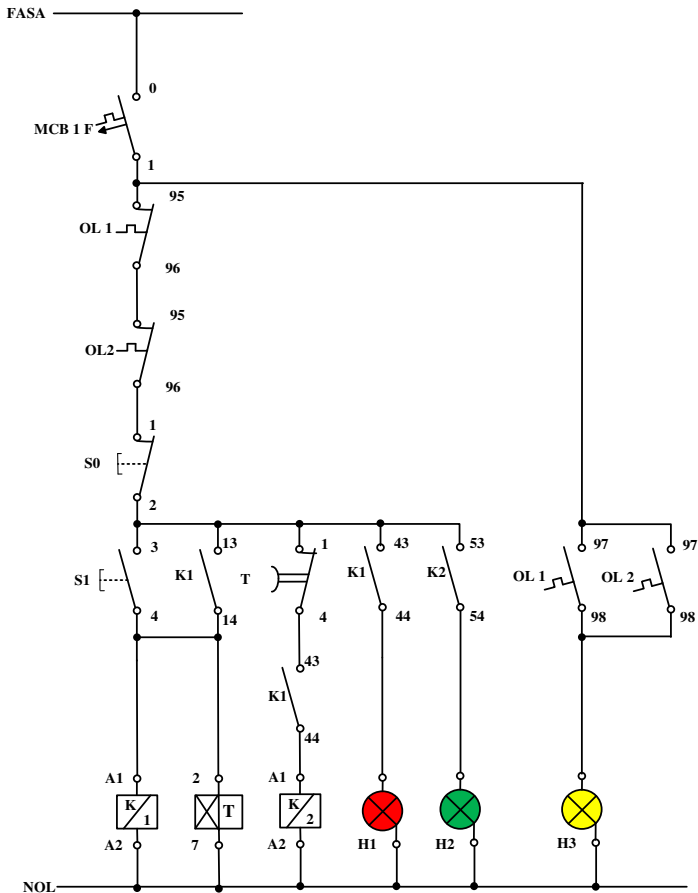 FASA
0
MCB 1 F
1
95
OL 1
96
95
OL2
96
1
S0
2
3 13 1 43 53 97 97
S1 K1 T K1 K2 OL 1 OL 2
4 14 4 44 54 98 98
43
K1
44
A1 2 A1
K 1 T K 2
A2 7 A2 H1 H2 H3
NOL